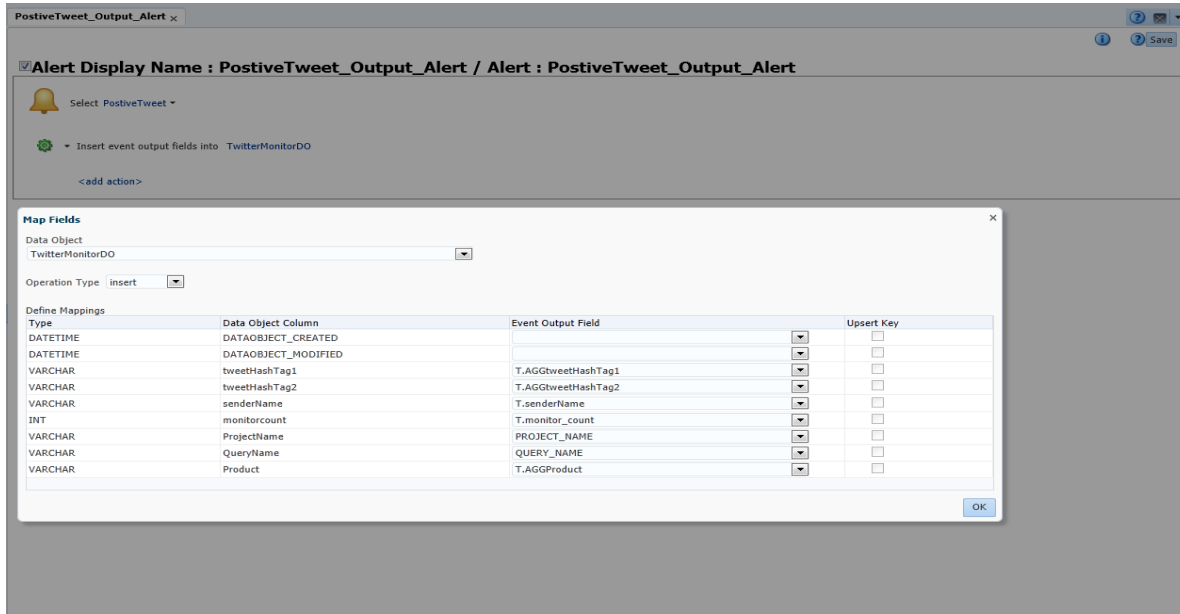 PostiveTweet_Output_Alert ×
Save
Alert Display Name : PostiveTweet_Output_Alert / Alert : PostiveTweet_Output_Alert
Select PostiveTweet
Insert event output fields into TwitterMonitorDO
<add action>
Map Fields ×
Data Object
TwitterMonitorDO
Operation Type insert
Define Mappings
Type Data Object Column Event Output Field Upsert Key
DATETIME DATAOBJECT_CREATED
DATETIME DATAOBJECT_MODIFIED
VARCHAR tweetHashTag1 T.AGGtweetHashTag1
VARCHAR tweetHashTag2 T.AGGtweetHashTag2
VARCHAR senderName T.senderName
INT monitorcount T.monitor_count
VARCHAR ProjectName PROJECT_NAME
VARCHAR QueryName QUERY_NAME
VARCHAR Product T.AGGProduct
OK